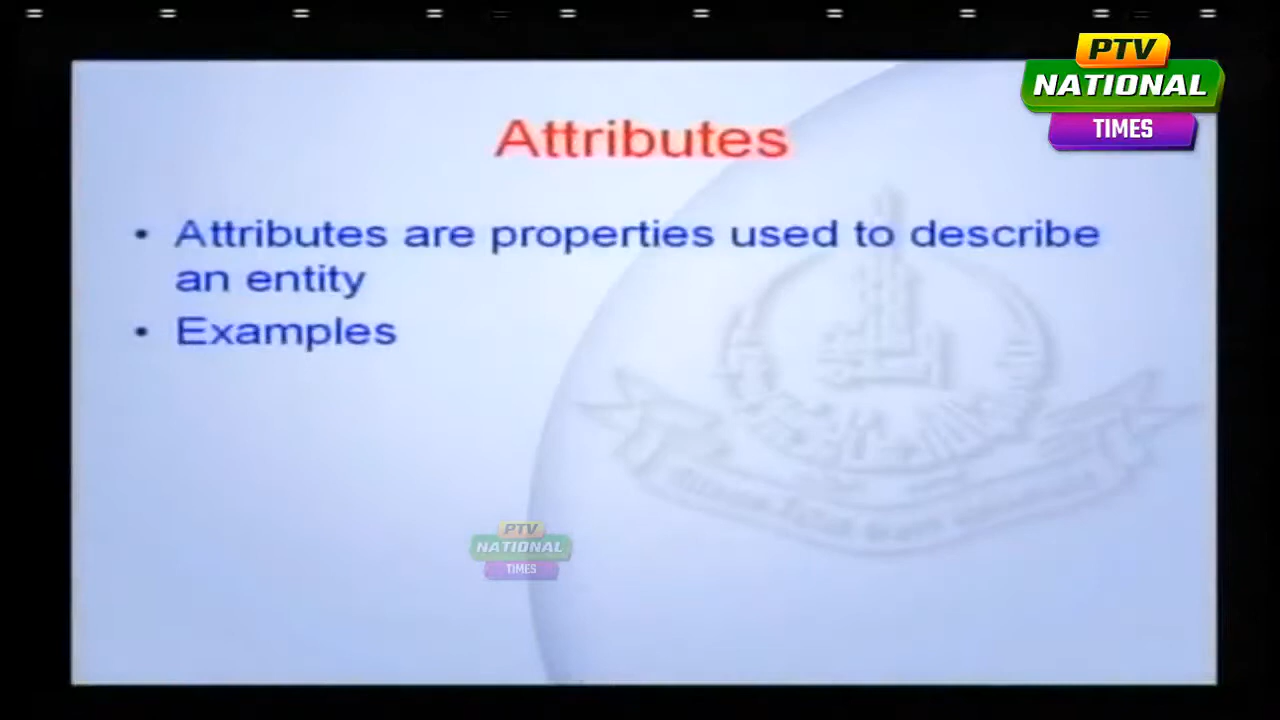 PTV
NATIONAL
TIMES
Attributes
• Attributes are properties used to describe
an entity
• Examples
PTV
NATIONAL
TIMES